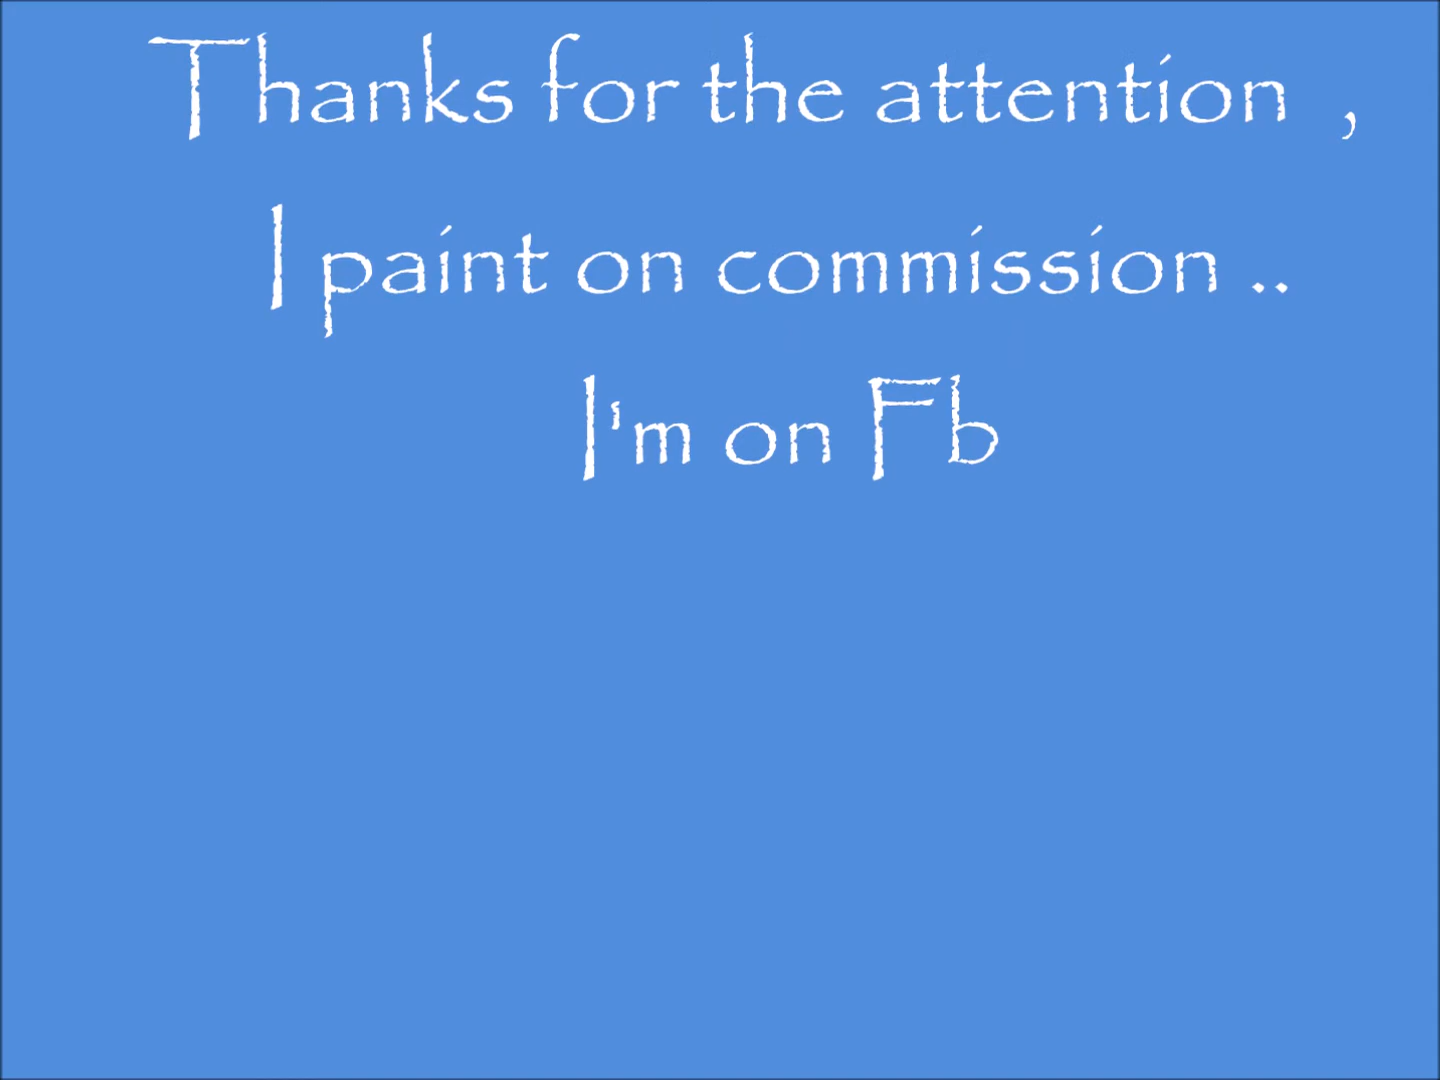 Thanks for the attention ,
I paint on commission ..
I'm on Fb